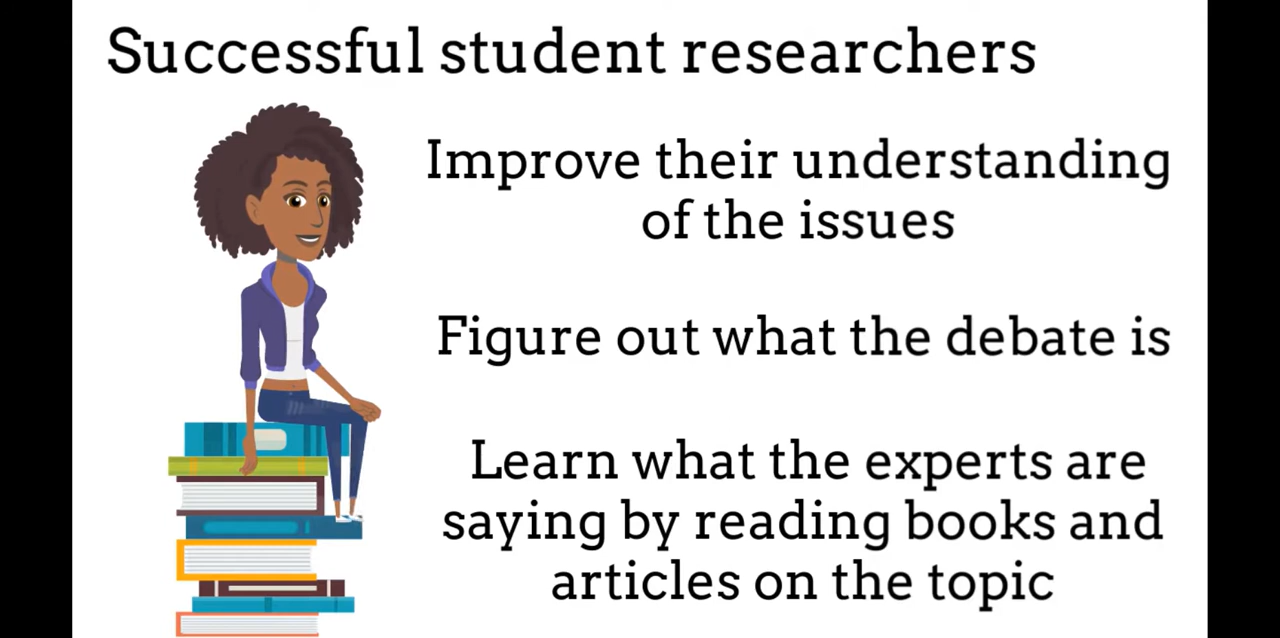 Successful student researchers
Improve their understanding
of the issues
Figure out what the debate is
Learn what the experts are
saying by reading books and
articles on the topic